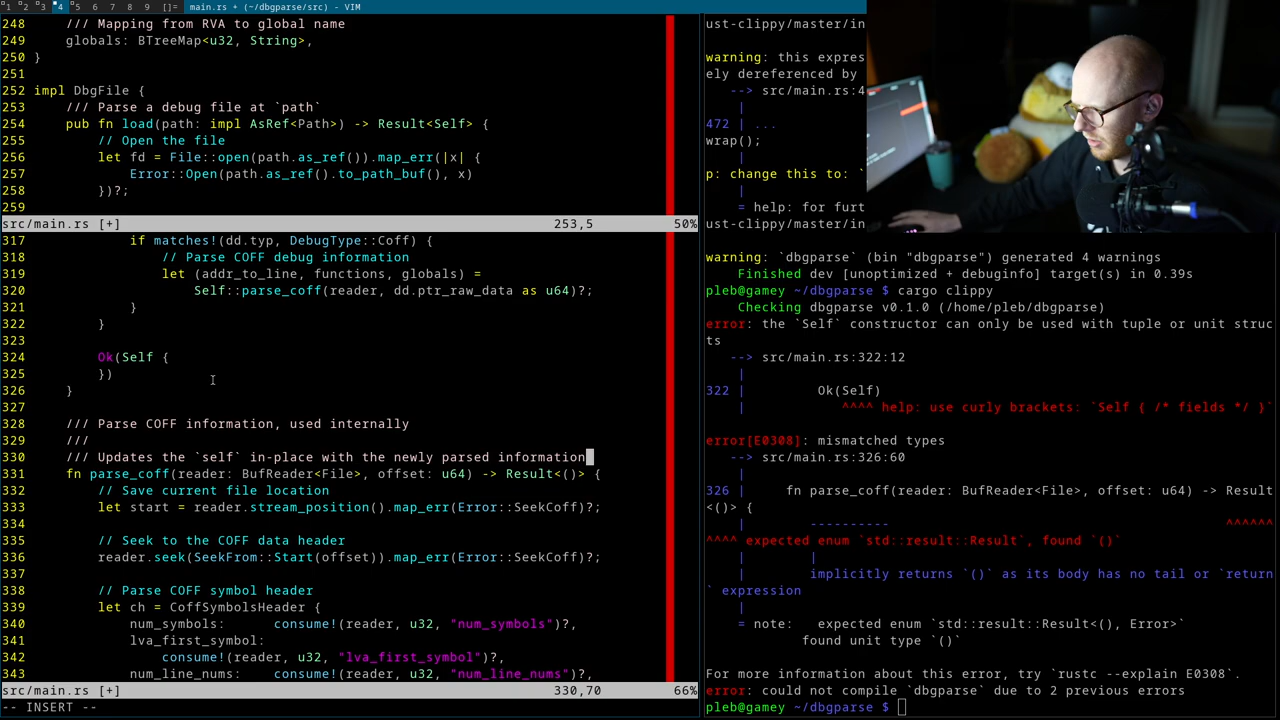 1 2 3 4 5 6 7 8 9 []= main.rs + (~/dbgparse/src) - VIM
248     /// Mapping from RVA to global name
249     globals: BTreeMap<u32, String>,
250 }
251
252 impl DbgFile {
253     /// Parse a debug file at `path`
254     pub fn load(path: impl AsRef<Path>) -> Result<Self> {
255         // Open the file
256         let fd = File::open(path.as_ref()).map_err(|x| {
257             Error::Open(path.as_ref().to_path_buf(), x)
258         })?;
259
src/main.rs [+] 253,5 50%
317             if matches!(dd.typ, DebugType::Coff) {
318                 // Parse COFF debug information
319                 let (addr_to_line, functions, globals) =
320                     Self::parse_coff(reader, dd.ptr_raw_data as u64)?;
321             }
322         }
323
324         Ok(Self {
325         })
326     }
327
328     /// Parse COFF information, used internally
329     ///
330     /// Updates the `self` in-place with the newly parsed information
331     fn parse_coff(reader: BufReader<File>, offset: u64) -> Result<()> {
332         // Save current file location
333         let start = reader.stream_position().map_err(Error::SeekCoff)?;
334
335         // Seek to the COFF data header
336         reader.seek(SeekFrom::Start(offset)).map_err(Error::SeekCoff)?;
337
338         // Parse COFF symbol header
339         let ch = CoffSymbolsHeader {
340             num_symbols:      consume!(reader, u32, "num_symbols")?,
341             lva_first_symbol:
342                 consume!(reader, u32, "lva_first_symbol")?,
343             num_line_nums:    consume!(reader, u32, "num_line_nums")?,
src/main.rs [+] 330,70 66%
-- INSERT --
ust-clippy/master/in
warning: this expres
ely dereferenced by
--> src/main.rs:4
|
472 | ...
wrap();
|
p: change this to: `
|
= help: for furt
ust-clippy/master/in
warning: `dbgparse` (bin "dbgparse") generated 4 warnings
Finished dev [unoptimized + debuginfo] target(s) in 0.39s
pleb@gamey ~/dbgparse $ cargo clippy
Checking dbgparse v0.1.0 (/home/pleb/dbgparse)
error: the `Self` constructor can only be used with tuple or unit struc
ts
--> src/main.rs:322:12
|
322 |         Ok(Self)
|            ^^^^ help: use curly brackets: `Self { /* fields */ }`
error[E0308]: mismatched types
--> src/main.rs:326:60
|
326 |     fn parse_coff(reader: BufReader<File>, offset: u64) -> Result
<()> {
|        ----------                                          ^^^^^^
^^^^ expected enum `std::result::Result`, found `()`
|        |
|        implicitly returns `()` as its body has no tail or `return
` expression
|
= note:   expected enum `std::result::Result<(), Error>`
found unit type `()`
For more information about this error, try `rustc --explain E0308`.
error: could not compile `dbgparse` due to 2 previous errors
pleb@gamey ~/dbgparse $